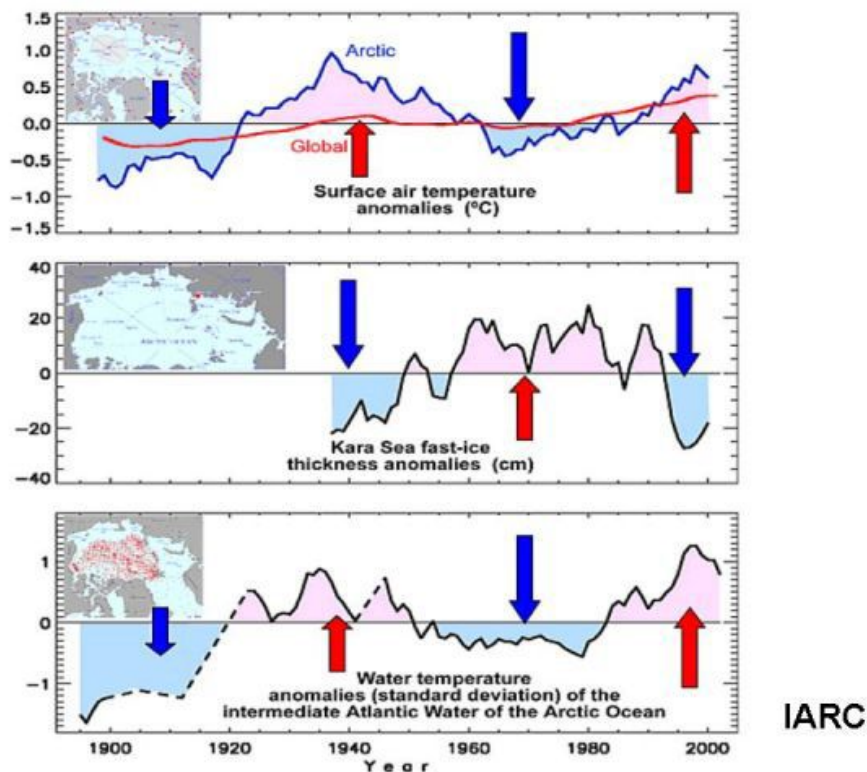 1.5
1.0
0.5
0.0
-0.5
-1.0
-1.5
Arctic
Global
Surface air temperature
anomalies (ºC)
40
20
0
-20
-40
Kara Sea fast-ice
thickness anomalies (cm)
1
0
-1
Water temperature
anomalies (standard deviation) of the
intermediate Atlantic Water of the Arctic Ocean
IARC
1900 1920 1940 1960 1980 2000
Year